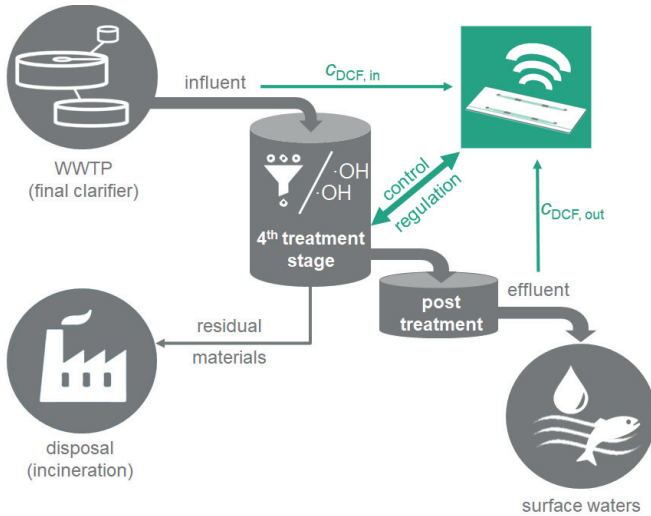 influent
c_DCF, in
WWTP
(final clarifier)
·OH
·OH
4th treatment
stage
control
regulation
c_DCF, out
post
treatment
effluent
residual
materials
disposal
(incineration)
surface waters